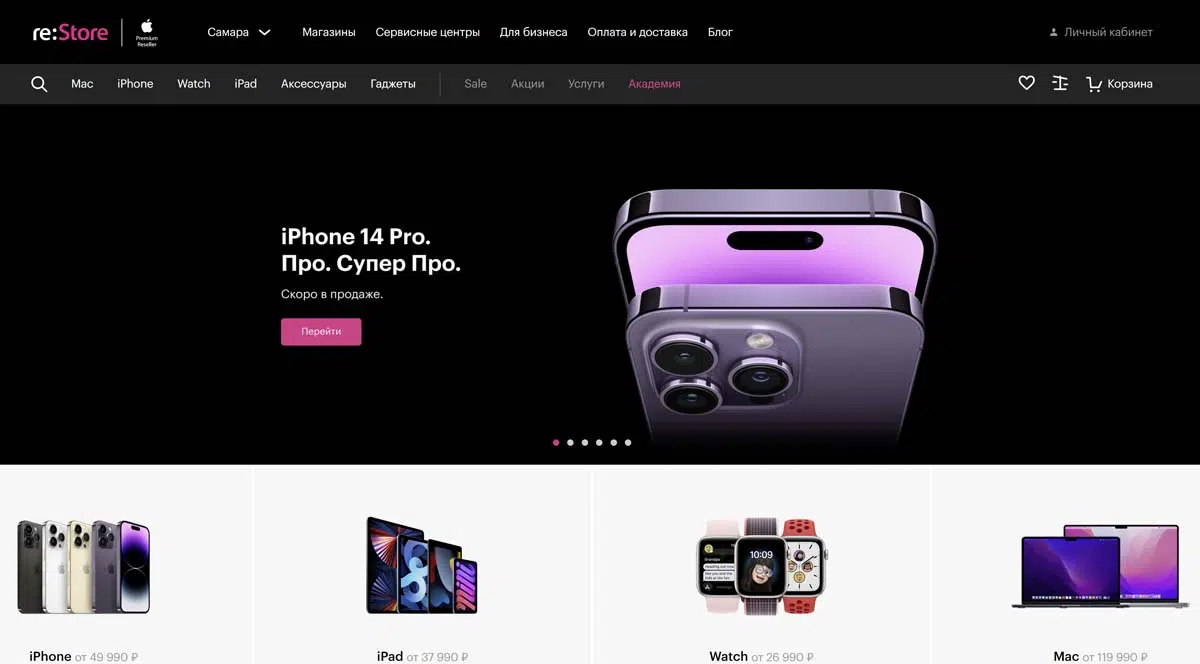 re:Store
Premium
Reseller
Самара
Магазины
Сервисные центры
Для бизнеса
Оплата и доставка
Блог
Личный кабинет
Mac
iPhone
Watch
iPad
Аксессуары
Гаджеты
Sale
Акции
Услуги
Академия
Корзина
iPhone 14 Pro.
Про. Супер Про.
Скоро в продаже.
Перейти
10:09
iPhone от 49 990 ₽
iPad от 37 990 ₽
Watch от 26 990 ₽
Mac от 119 990 ₽